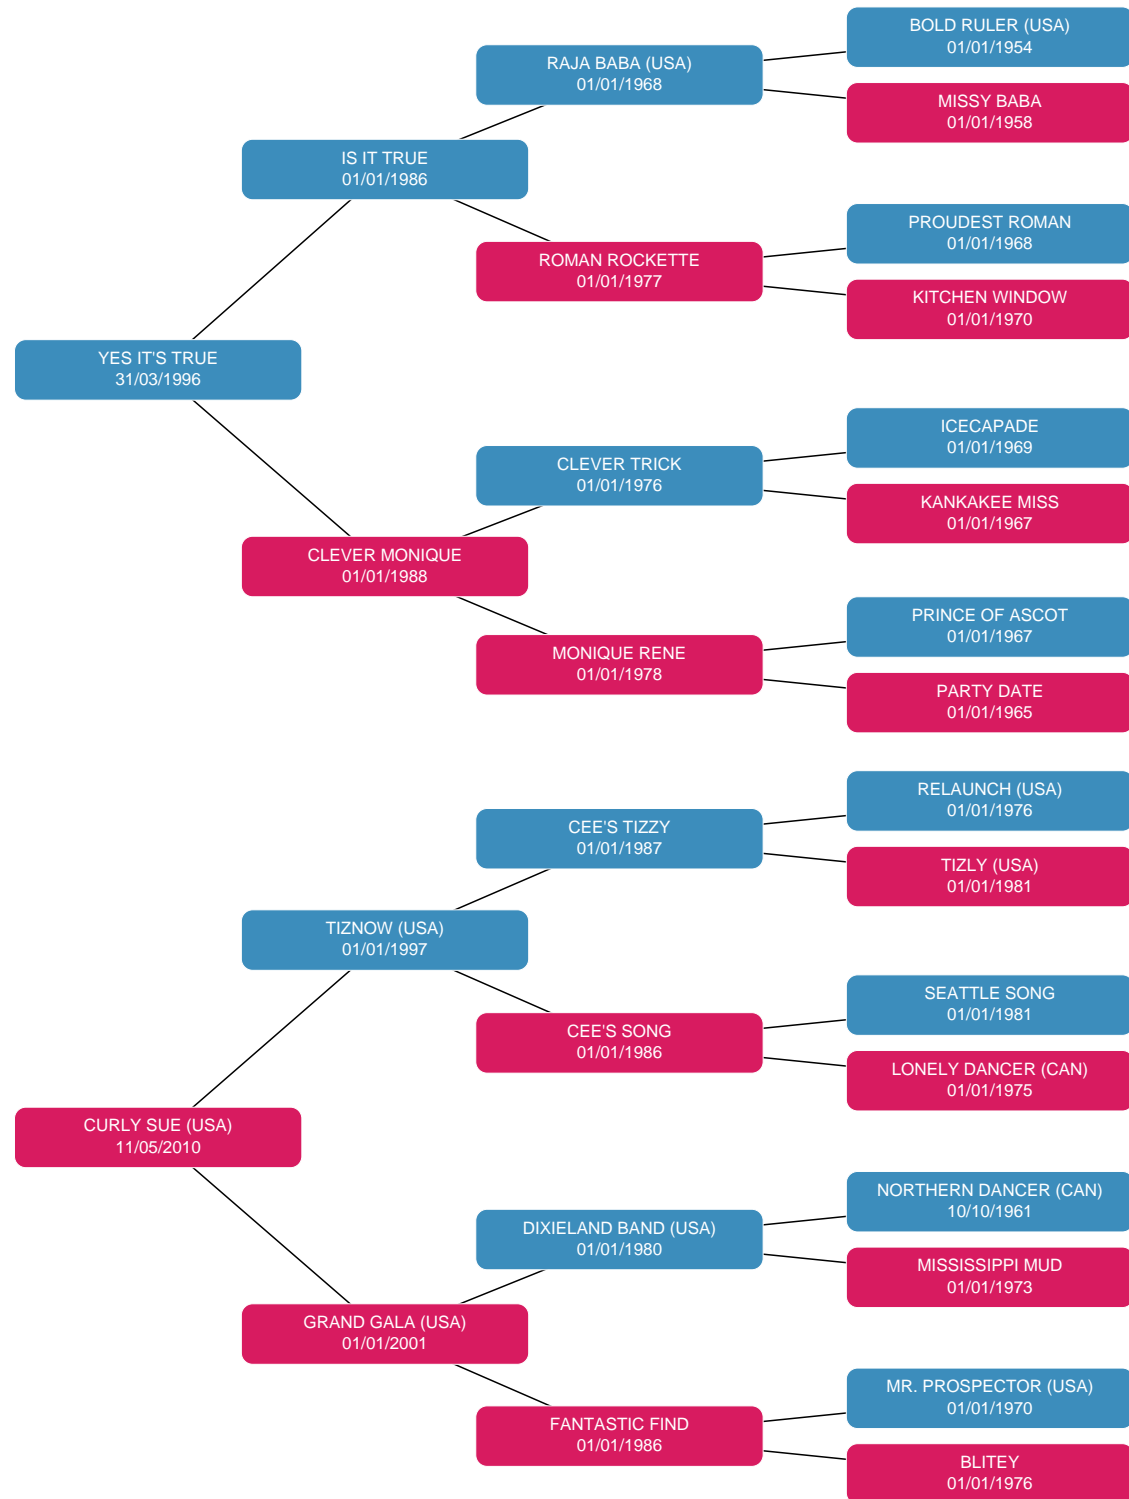 BOLD RULER (USA)
01/01/1954
RAJA BABA (USA)
01/01/1968
MISSY BABA
01/01/1958
IS IT TRUE
01/01/1986
PROUDEST ROMAN
01/01/1968
ROMAN ROCKETTE
01/01/1977
KITCHEN WINDOW
01/01/1970
YES IT'S TRUE
31/03/1996
ICECAPADE
01/01/1969
CLEVER TRICK
01/01/1976
KANKAKEE MISS
01/01/1967
CLEVER MONIQUE
01/01/1988
PRINCE OF ASCOT
01/01/1967
MONIQUE RENE
01/01/1978
PARTY DATE
01/01/1965
RELAUNCH (USA)
01/01/1976
CEE'S TIZZY
01/01/1987
TIZLY (USA)
01/01/1981
TIZNOW (USA)
01/01/1997
SEATTLE SONG
01/01/1981
CEE'S SONG
01/01/1986
LONELY DANCER (CAN)
01/01/1975
CURLY SUE (USA)
11/05/2010
NORTHERN DANCER (CAN)
10/10/1961
DIXIELAND BAND (USA)
01/01/1980
MISSISSIPPI MUD
01/01/1973
GRAND GALA (USA)
01/01/2001
MR. PROSPECTOR (USA)
01/01/1970
FANTASTIC FIND
01/01/1986
BLITEY
01/01/1976